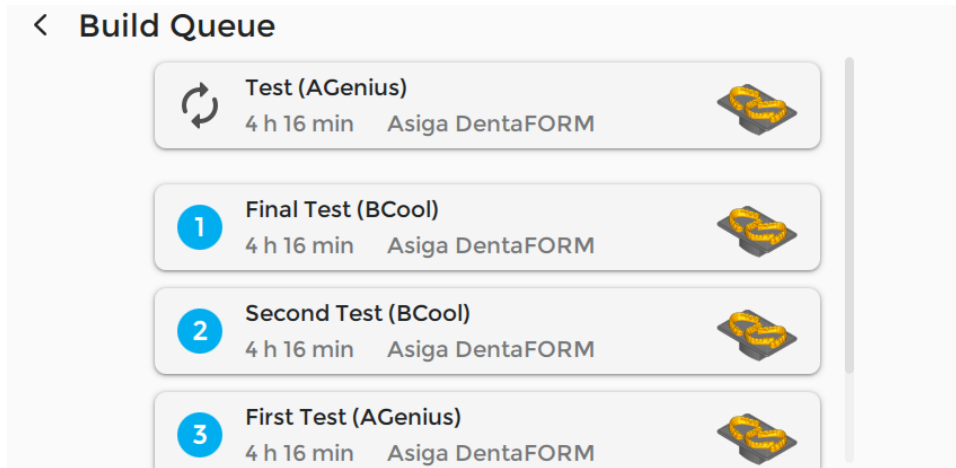 Build Queue
Test (AGenius)
4 h 16 min Asiga DentaFORM
1
Final Test (BCool)
4 h 16 min Asiga DentaFORM
2
Second Test (BCool)
4 h 16 min Asiga DentaFORM
3
First Test (AGenius)
4 h 16 min Asiga DentaFORM